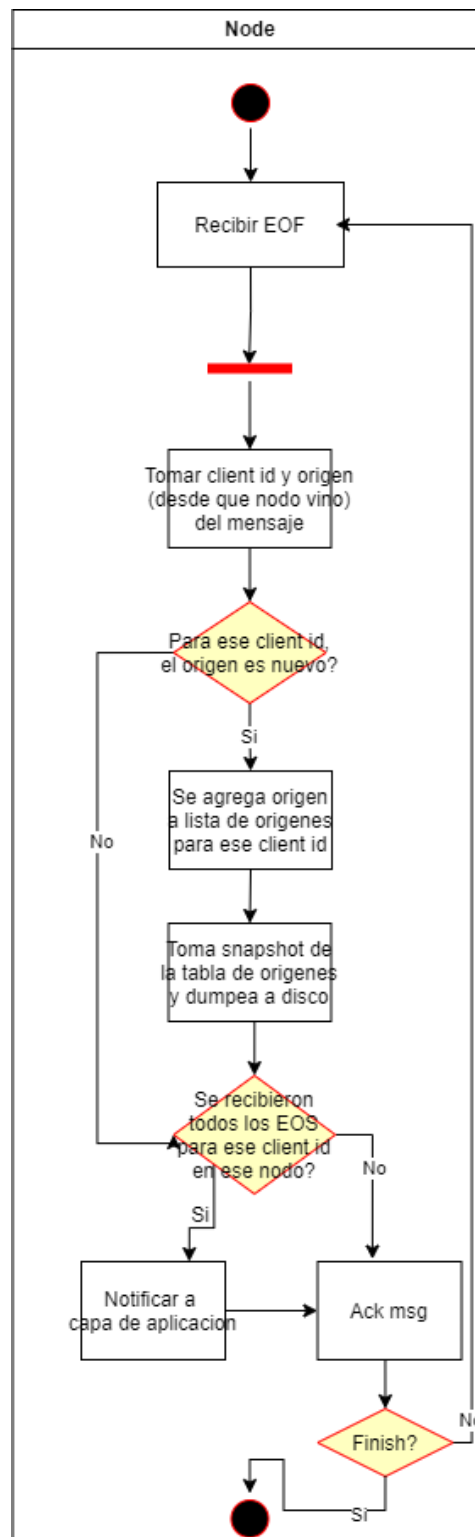 Node
Recibir EOF
Tomar client id y origen
(desde que nodo vino)
del mensaje
Para ese client id,
el origen es nuevo?
Si
Se agrega origen
a lista de origenes
para ese client id
No
Toma snapshot de
la tabla de origenes
y dumpea a disco
Se recibieron
todos los EOS
para ese client id
en ese nodo?
No
Si
Notificar a
capa de aplicacion
Ack msg
Finish?
No
Si